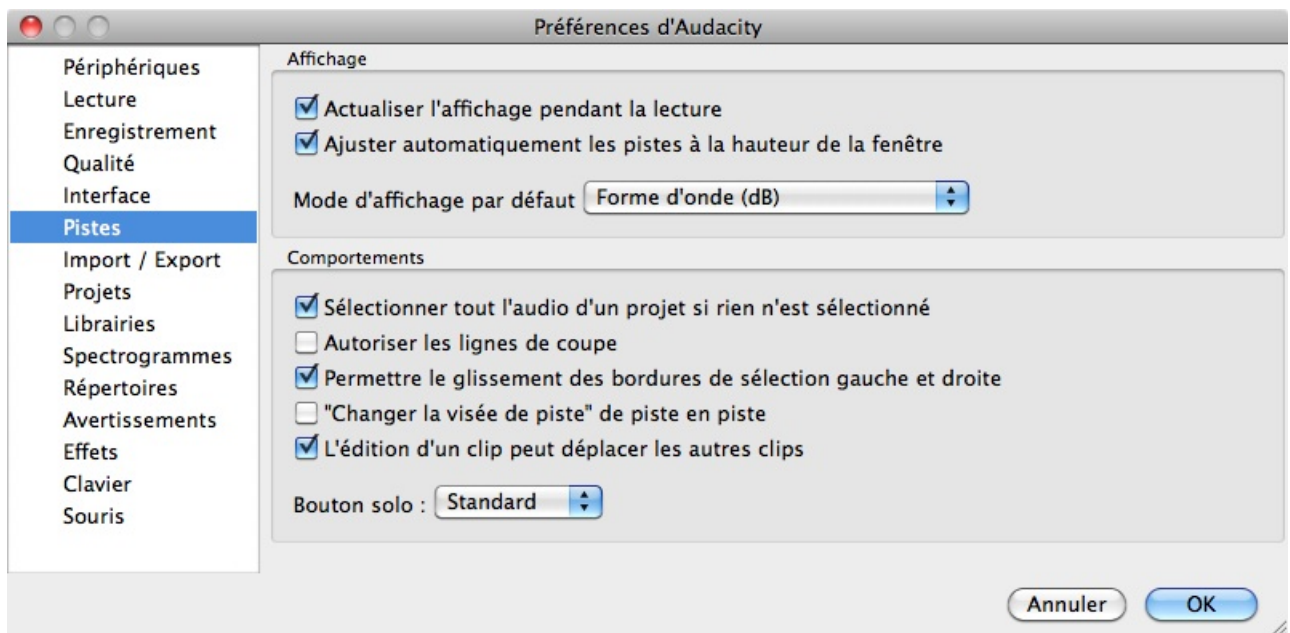 Préférences d'Audacity
Périphériques
Lecture
Enregistrement
Qualité
Interface
Pistes
Import / Export
Projets
Librairies
Spectrogrammes
Répertoires
Avertissements
Effets
Clavier
Souris
Affichage
Actualiser l'affichage pendant la lecture
Ajuster automatiquement les pistes à la hauteur de la fenêtre
Mode d'affichage par défaut Forme d'onde (dB)
Comportements
Sélectionner tout l'audio d'un projet si rien n'est sélectionné
Autoriser les lignes de coupe
Permettre le glissement des bordures de sélection gauche et droite
"Changer la visée de piste" de piste en piste
L'édition d'un clip peut déplacer les autres clips
Bouton solo : Standard
Annuler OK